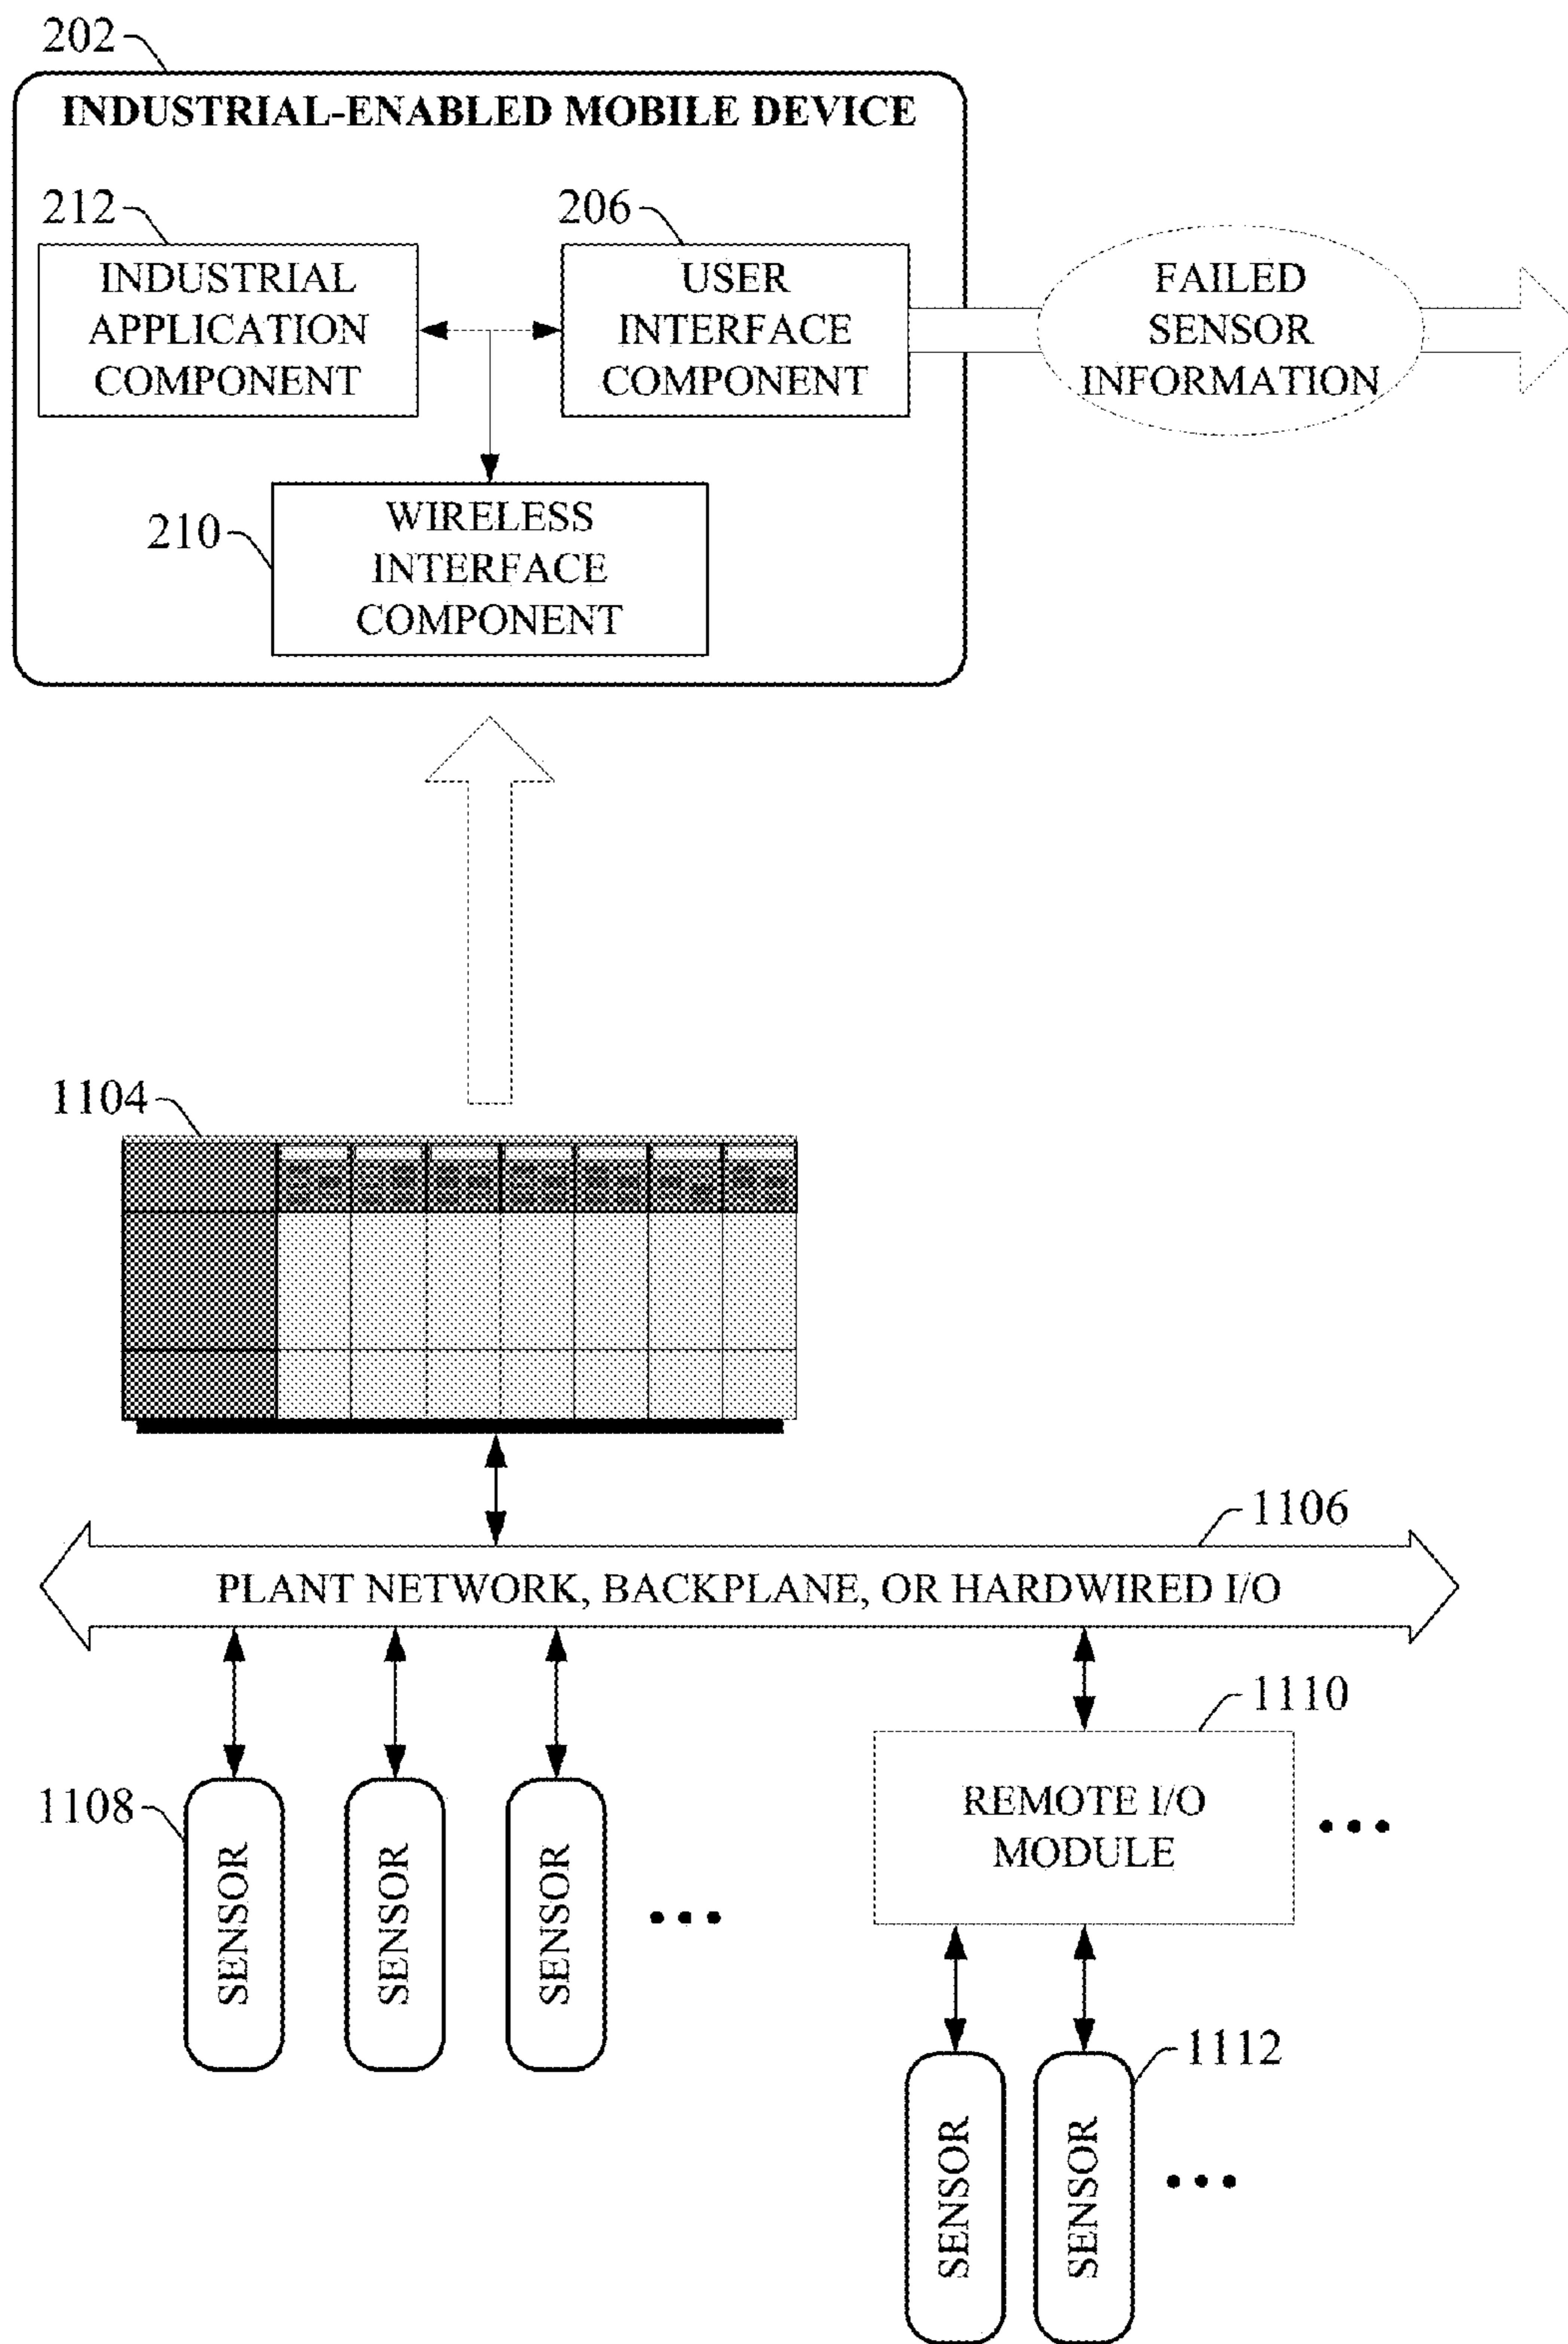 202
INDUSTRIAL-ENABLED MOBILE DEVICE
212
INDUSTRIAL
APPLICATION
COMPONENT
206
USER
INTERFACE
COMPONENT
FAILED
SENSOR
INFORMATION
210
WIRELESS
INTERFACE
COMPONENT
1104
1106
PLANT NETWORK, BACKPLANE, OR HARDWIRED I/O
1110
1108
SENSOR
SENSOR
SENSOR
•••
REMOTE I/O
MODULE
•••
1112
SENSOR
SENSOR
•••